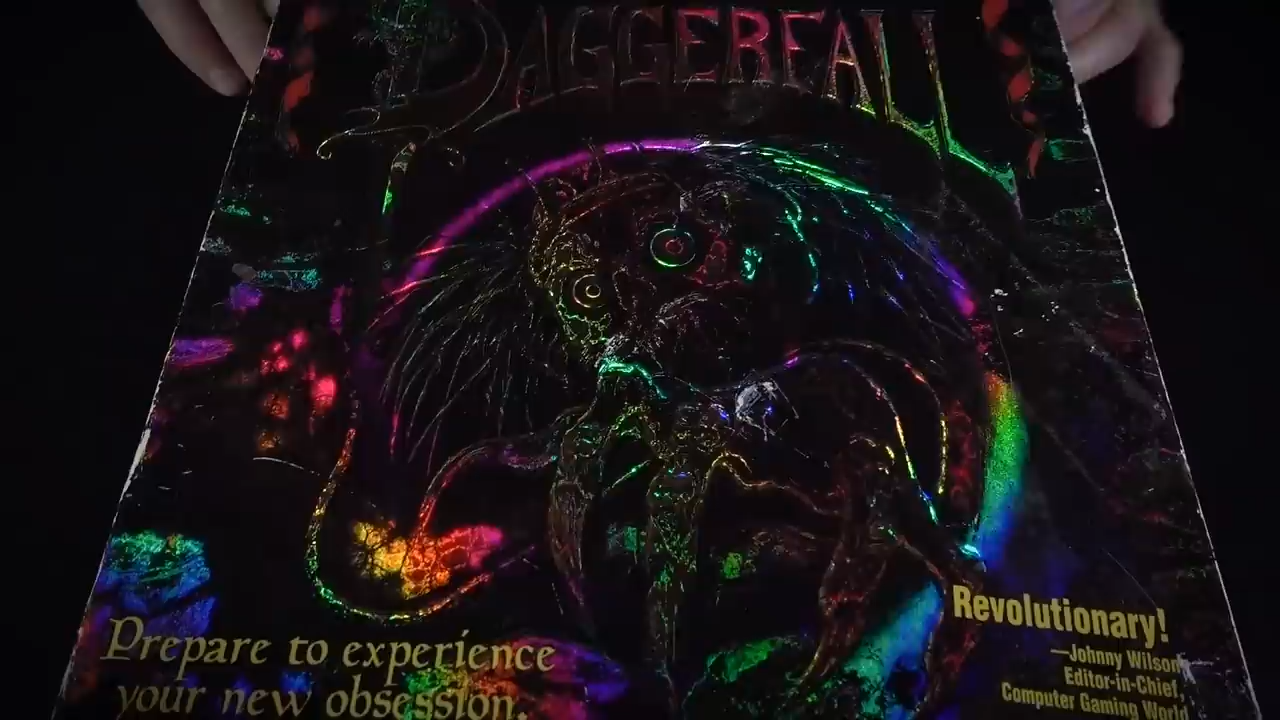 DAGGERFALL
Prepare to experience
your new obsession.
Revolutionary!
—Johnny Wilson
Editor-in-Chief,
Computer Gaming World